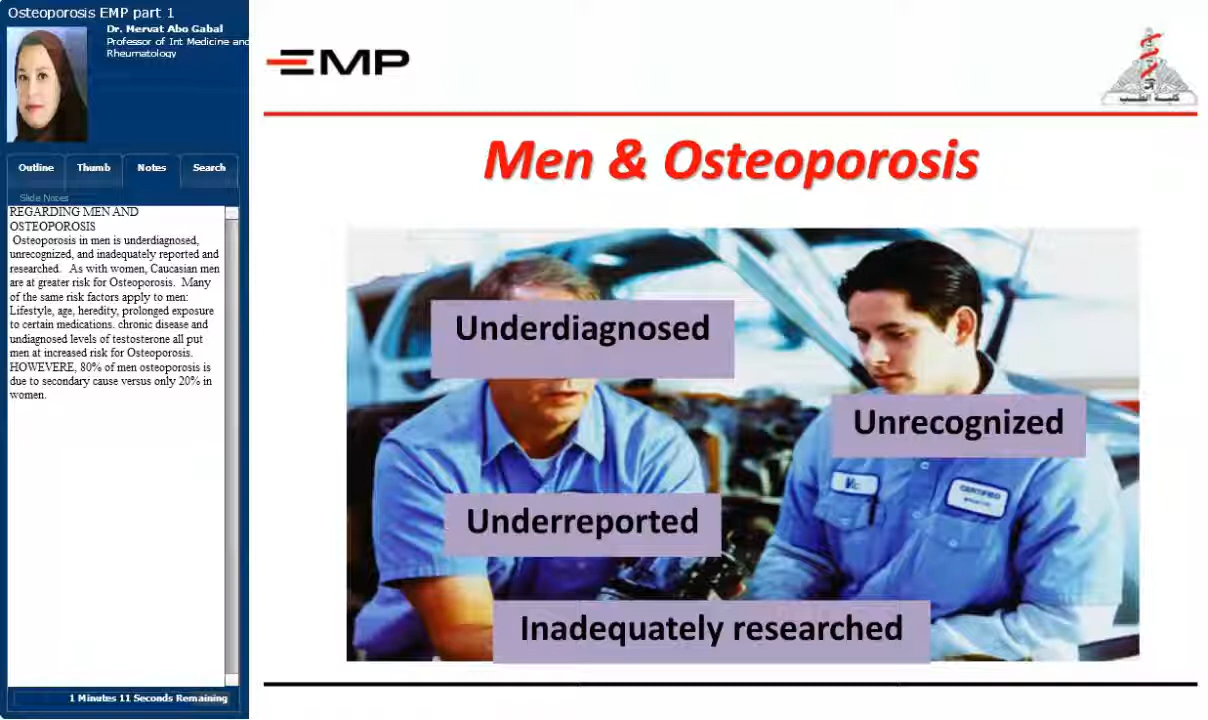 Osteoporosis EMP part 1
Dr. Mervat Abo Gabal
Professor of Int Medicine and
Rheumatology
Outline
Thumb
Notes
Search
Slide Notes
REGARDING MEN AND
OSTEOPOROSIS
Osteoporosis in men is underdiagnosed,
unrecognized, and inadequately reported and
researched. As with women, Caucasian men
are at greater risk for Osteoporosis. Many
of the same risk factors apply to men:
Lifestyle, age, heredity, prolonged exposure
to certain medications. chronic disease and
undiagnosed levels of testosterone all put
men at increased risk for Osteoporosis.
HOWEVERE, 80% of men osteoporosis is
due to secondary cause versus only 20% in
women.
1 Minutes 11 Seconds Remaining
EMP
كلية الطب
Men & Osteoporosis
Underdiagnosed
Unrecognized
CERTIFIED
Underreported
Inadequately researched